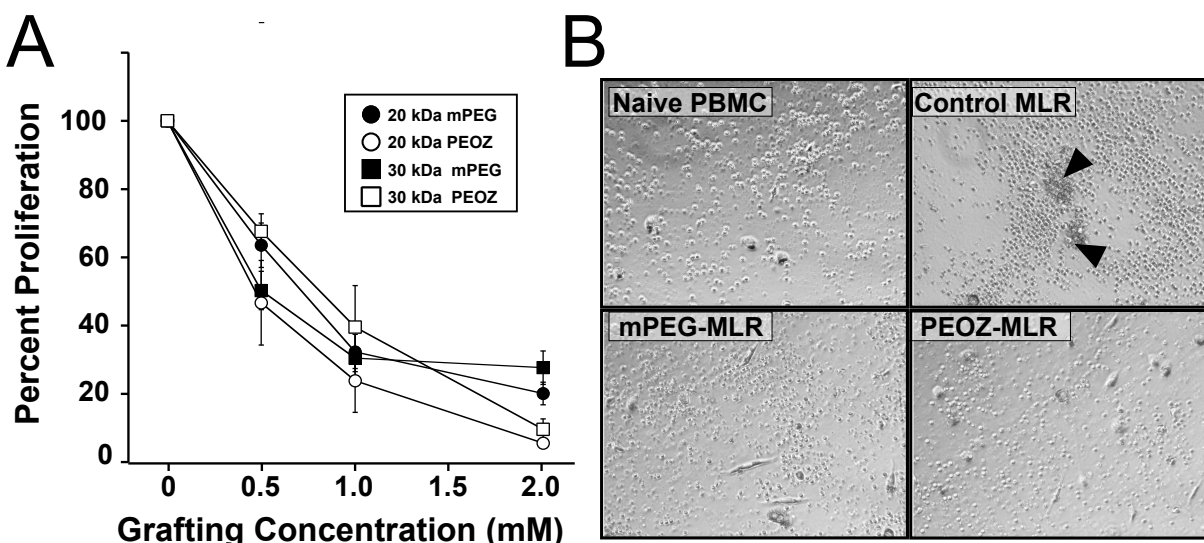 A
Percent Proliferation
100
80
60
40
20
0
0 0.5 1.0 1.5 2.0
Grafting Concentration (mM)
20 kDa mPEG
20 kDa PEOZ
30 kDa mPEG
30 kDa PEOZ
B
Naive PBMC
Control MLR
mPEG-MLR
PEOZ-MLR